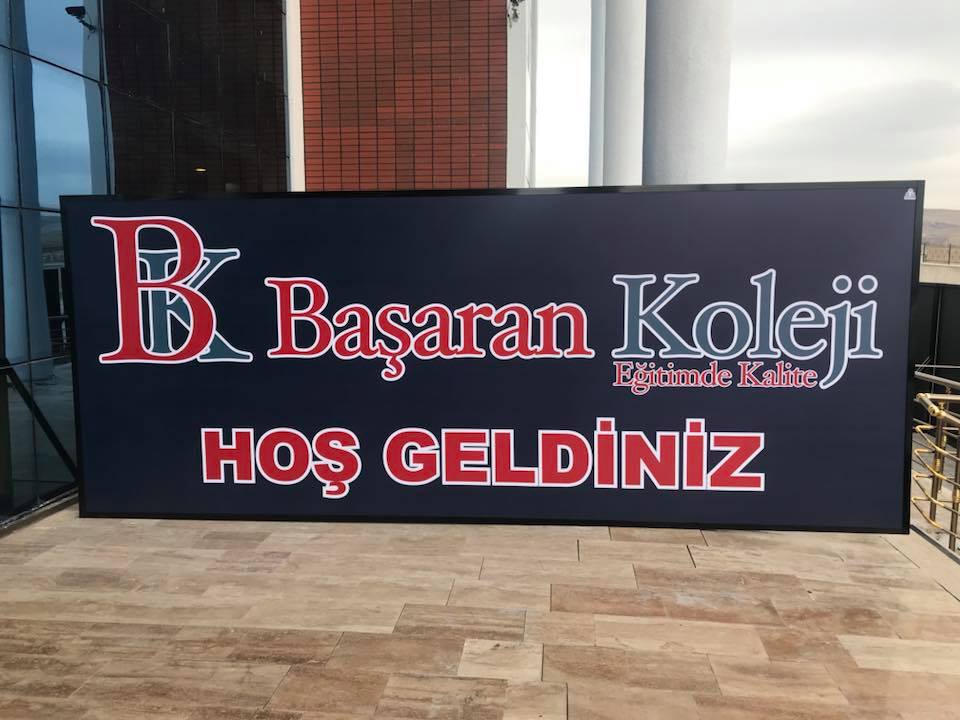 BK Başaran Koleji
Eğitimde Kalite
HOŞ GELDİNİZ